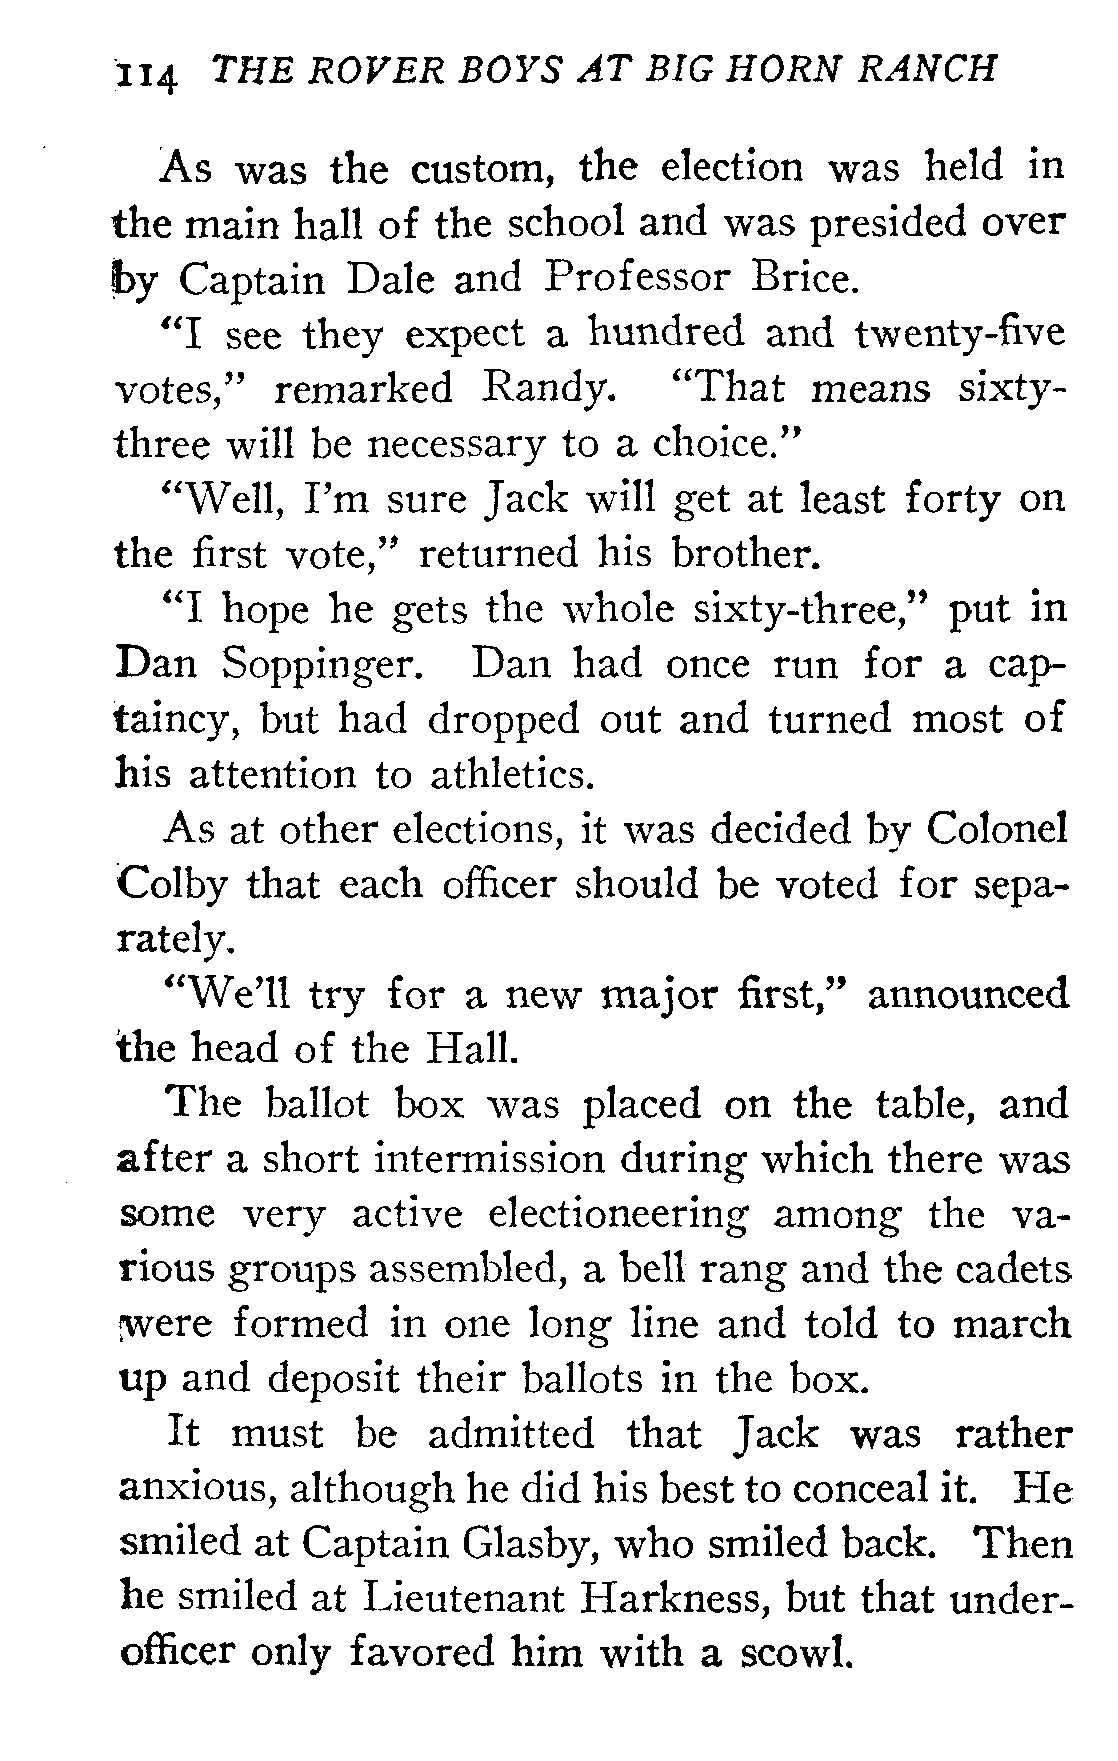 114 THE ROVER BOYS AT BIG HORN RANCH
As was the custom, the election was held in
the main hall of the school and was presided over
by Captain Dale and Professor Brice.
“I see they expect a hundred and twenty-five
votes,” remarked Randy. “That means sixty-
three will be necessary to a choice.”
“Well, I’m sure Jack will get at least forty on
the first vote,” returned his brother.
“I hope he gets the whole sixty-three,” put in
Dan Soppinger. Dan had once run for a cap-
taincy, but had dropped out and turned most of
his attention to athletics.
As at other elections, it was decided by Colonel
Colby that each officer should be voted for sepa-
rately.
“We’ll try for a new major first,” announced
the head of the Hall.
The ballot box was placed on the table, and
after a short intermission during which there was
some very active electioneering among the va-
rious groups assembled, a bell rang and the cadets
were formed in one long line and told to march
up and deposit their ballots in the box.
It must be admitted that Jack was rather
anxious, although he did his best to conceal it. He
smiled at Captain Glasby, who smiled back. Then
he smiled at Lieutenant Harkness, but that under-
officer only favored him with a scowl.